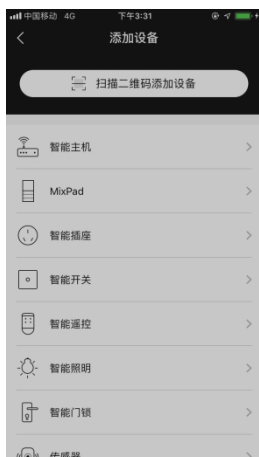 中国移动 4G 下午3:31
添加设备
扫描二维码添加设备
智能主机
MixPad
智能插座
智能开关
智能遥控
智能照明
智能门锁
传感器